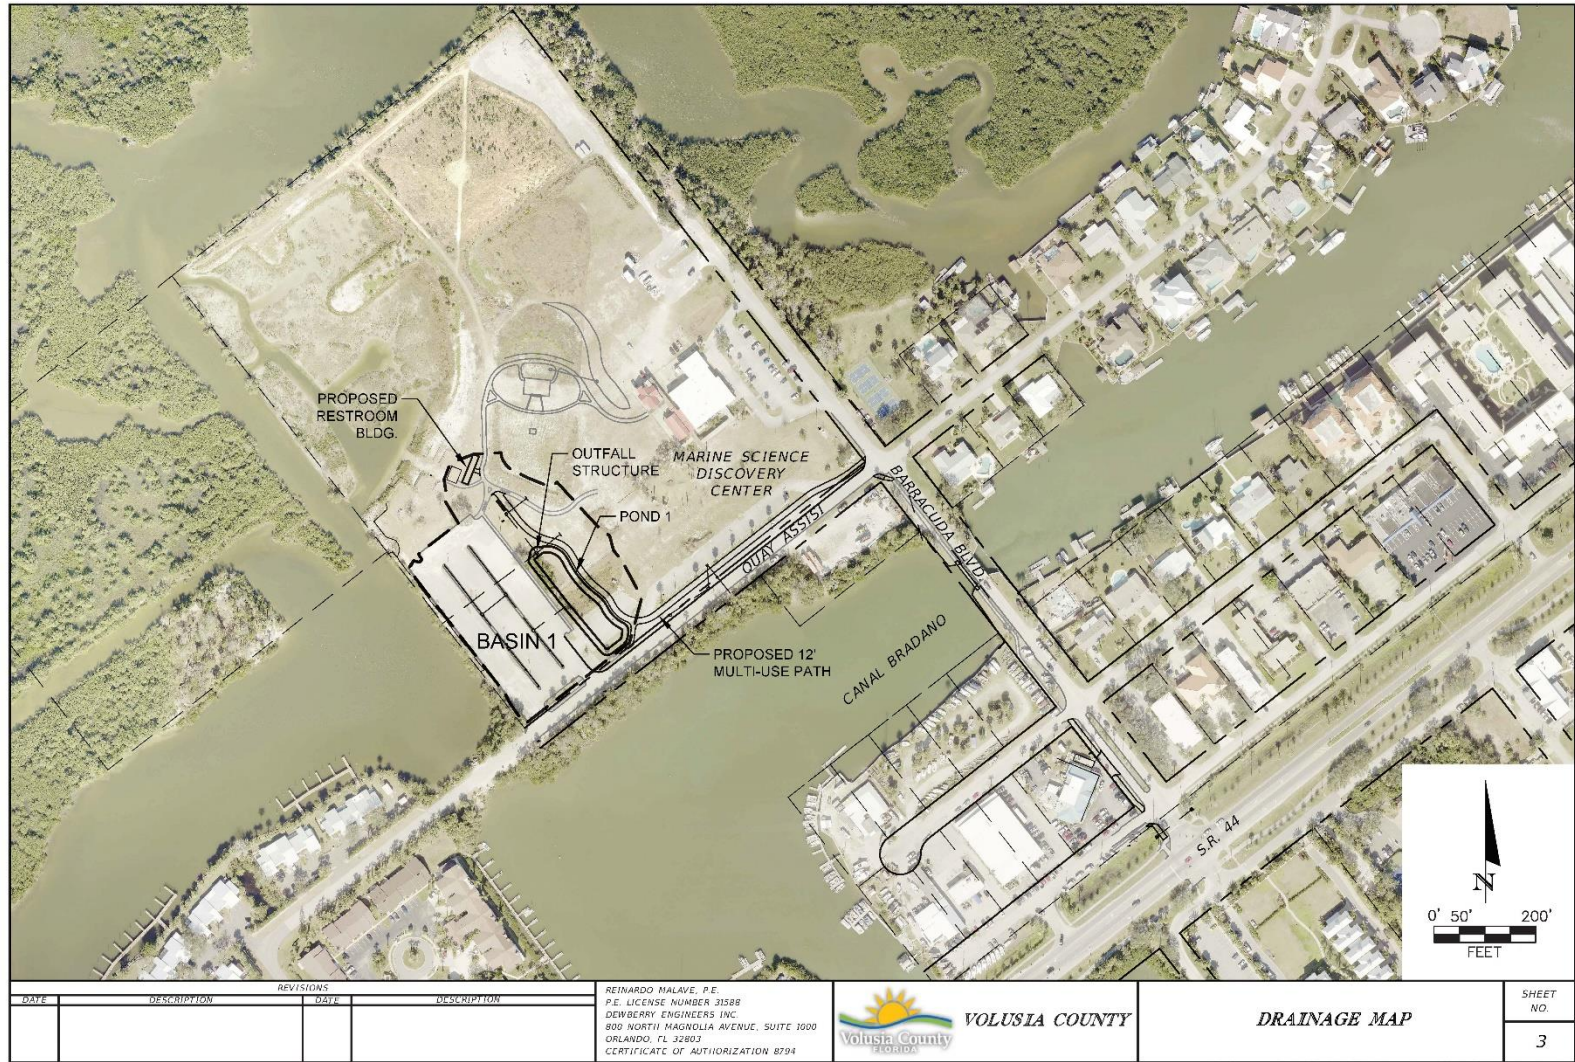 PROPOSED
RESTROOM
BLDG.
OUTFALL
STRUCTURE
MARINE SCIENCE
DISCOVERY
CENTER
POND 1
QUAY ASSISI
BARRACUDA BLVD.
BASIN 1
PROPOSED 12'
MULTI-USE PATH
CANAL BRADANO
S.R. 44
N
0' 50' 200'
FEET
REVISIONS
DATE DESCRIPTION DATE DESCRIPTION
REINARDO MALAVE, P.E.
P.E. LICENSE NUMBER 31588
DEWBERRY ENGINEERS INC.
800 NORTH MAGNOLIA AVENUE, SUITE 1000
ORLANDO, FL 32803
CERTIFICATE OF AUTHORIZATION 8794
Volusia County
FLORIDA
VOLUSIA COUNTY
DRAINAGE MAP
SHEET
NO.
3